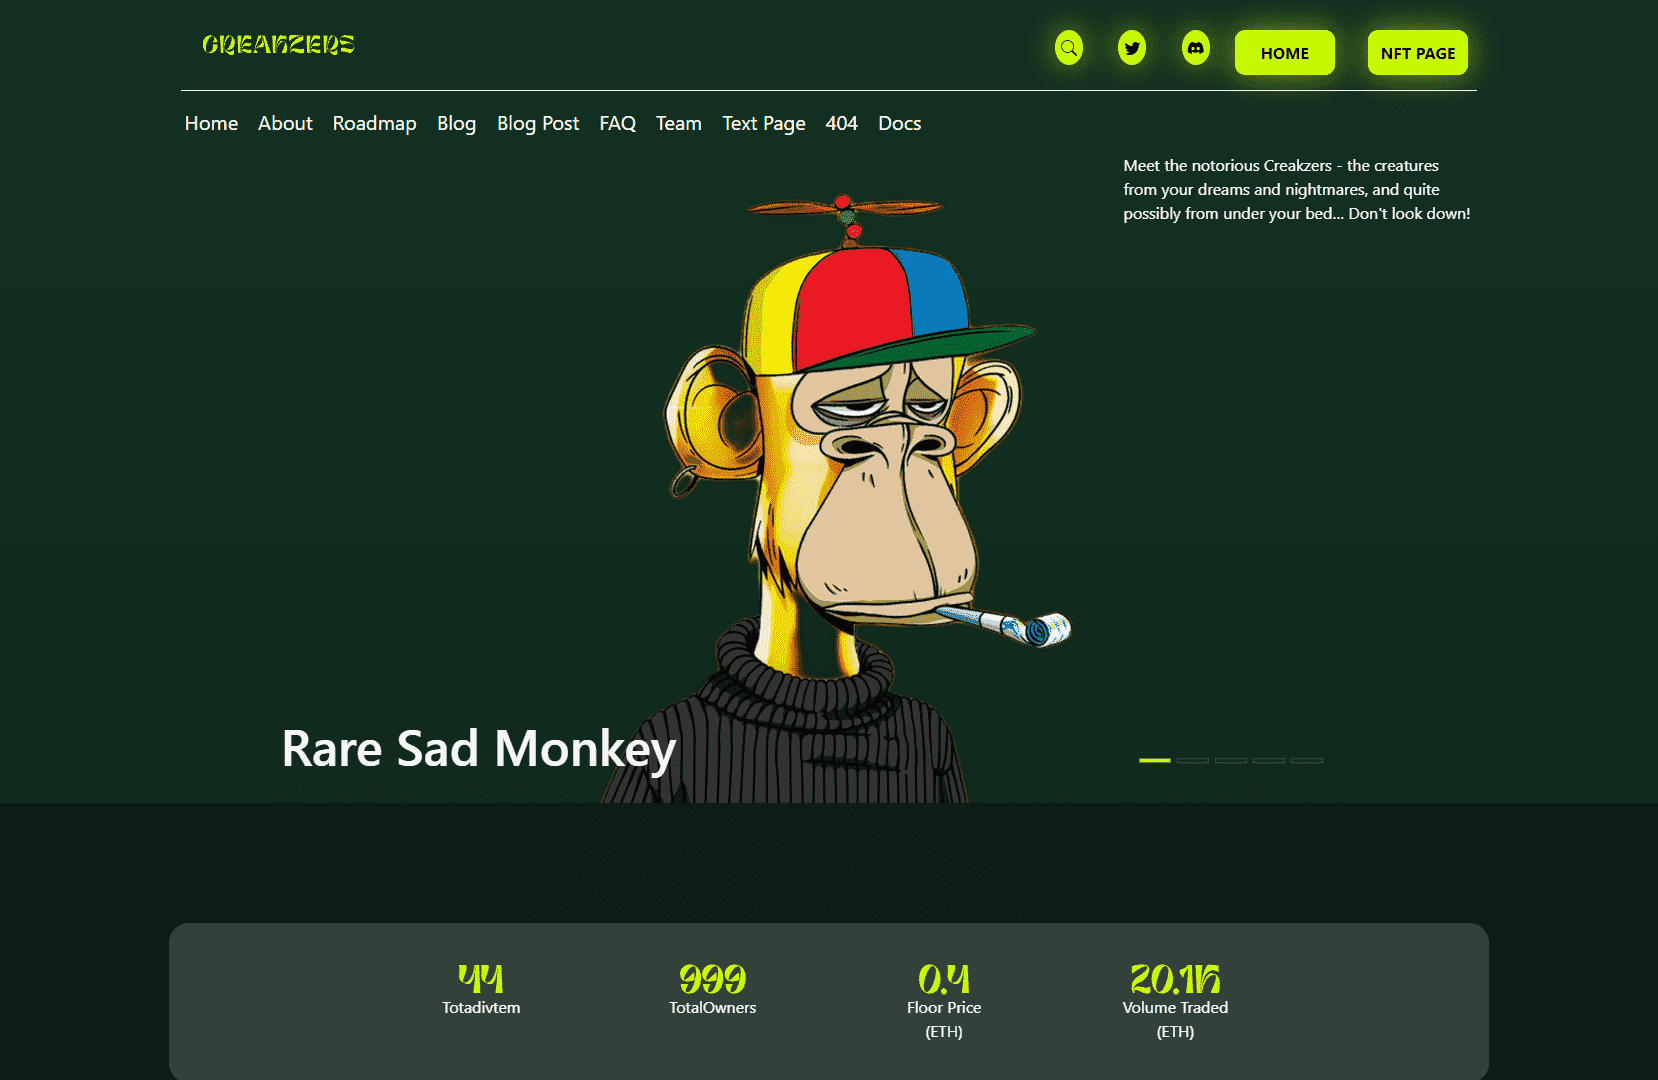 CREAKZERS
HOME
NFT PAGE
Home About Roadmap Blog Blog Post FAQ Team Text Page 404 Docs
Meet the notorious Creakzers - the creatures
from your dreams and nightmares, and quite
possibly from under your bed... Don't look down!
Rare Sad Monkey
44
Totadivtem
999
TotalOwners
0.4
Floor Price
(ETH)
20.1K
Volume Traded
(ETH)